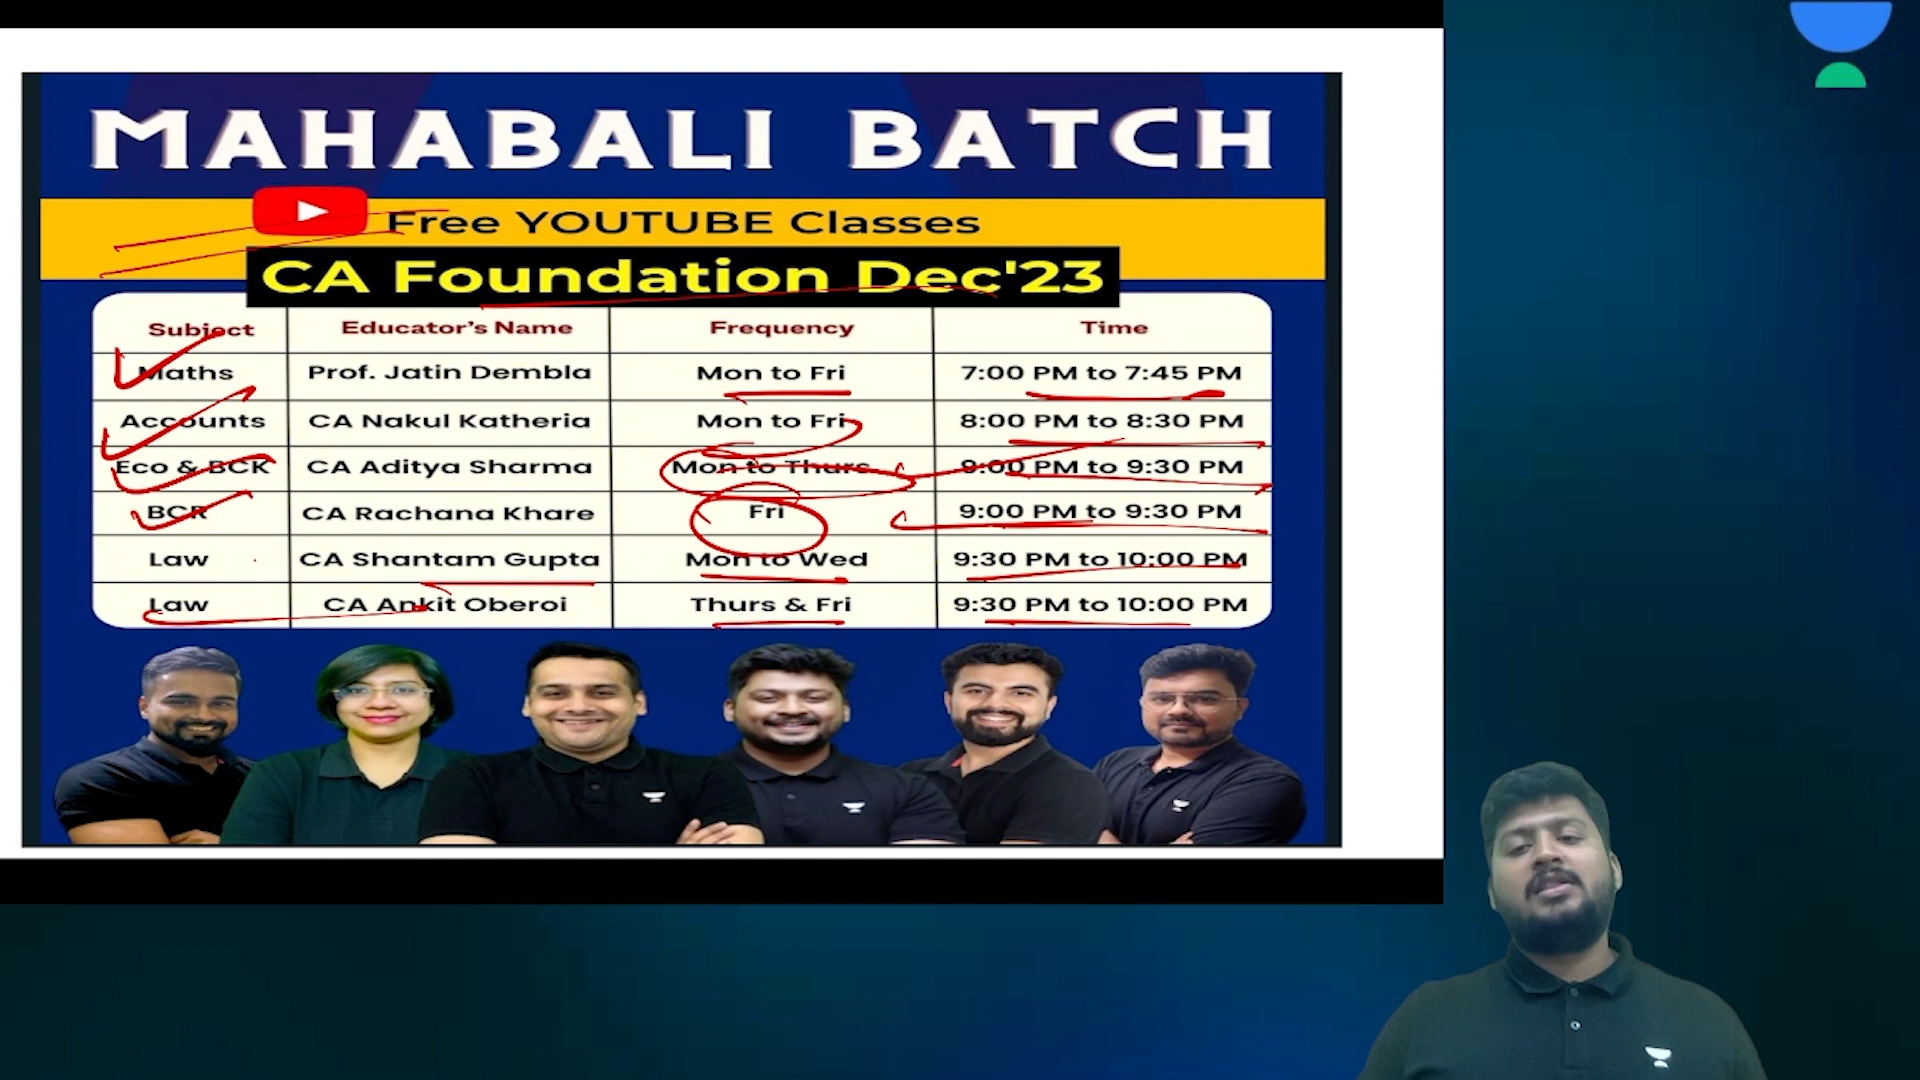 MAHABALI BATCH
Free YOUTUBE Classes
CA Foundation Dec'23
Subject Educator's Name Frequency Time
Maths Prof. Jatin Dembla Mon to Fri 7:00 PM to 7:45 PM
Accounts CA Nakul Katheria Mon to Fri 8:00 PM to 8:30 PM
Eco & BCK CA Aditya Sharma Mon to Thurs 9:00 PM to 9:30 PM
BCR CA Rachana Khare Fri 9:00 PM to 9:30 PM
Law CA Shantam Gupta Mon to Wed 9:30 PM to 10:00 PM
Law CA Ankit Oberoi Thurs & Fri 9:30 PM to 10:00 PM